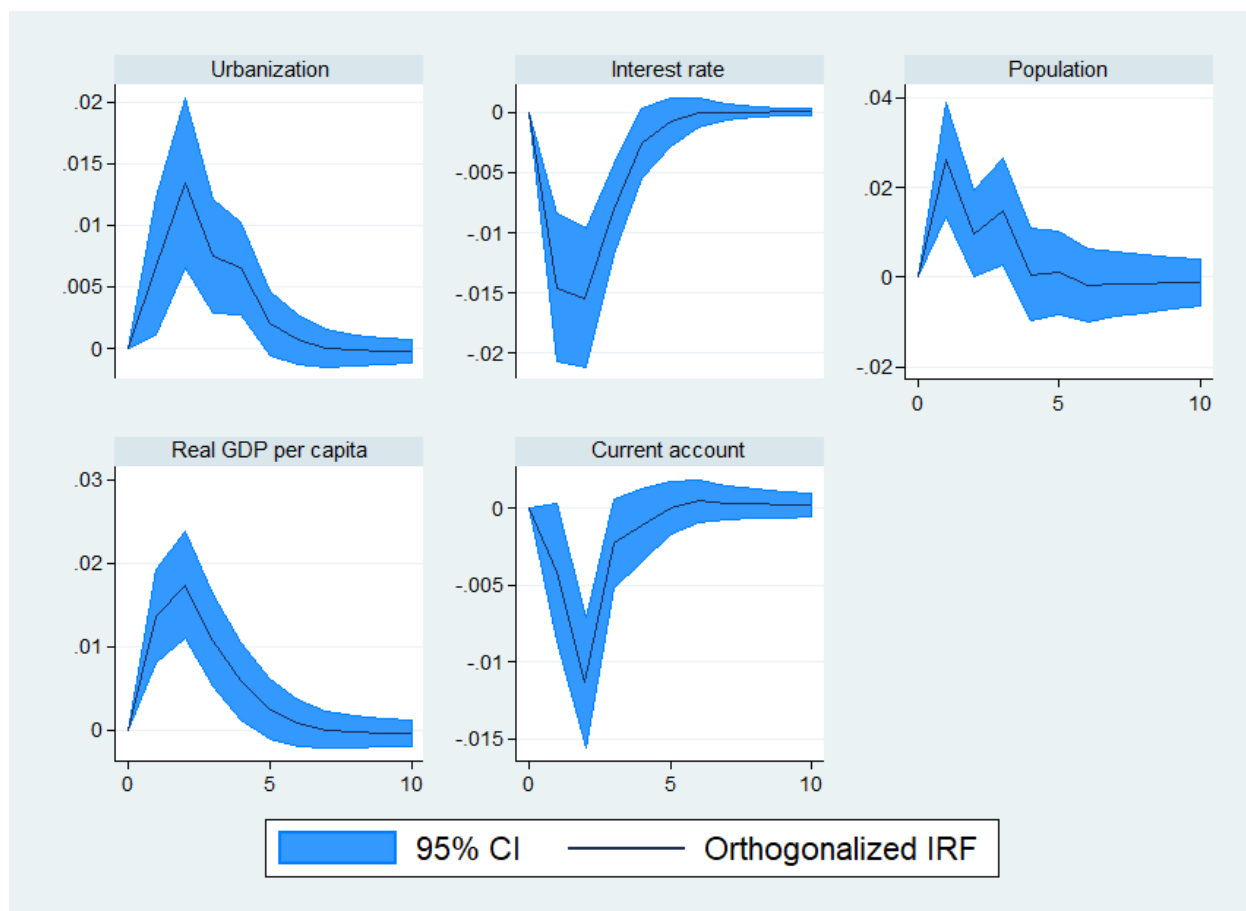 Urbanization
.02
.015
.01
.005
0
Interest rate
0
-.005
-.01
-.015
-.02
Population
.04
.02
0
-.02
0 5 10
Real GDP per capita
.03
.02
.01
0
0 5 10
Current account
0
-.005
-.01
-.015
0 5 10
95% CI Orthogonalized IRF